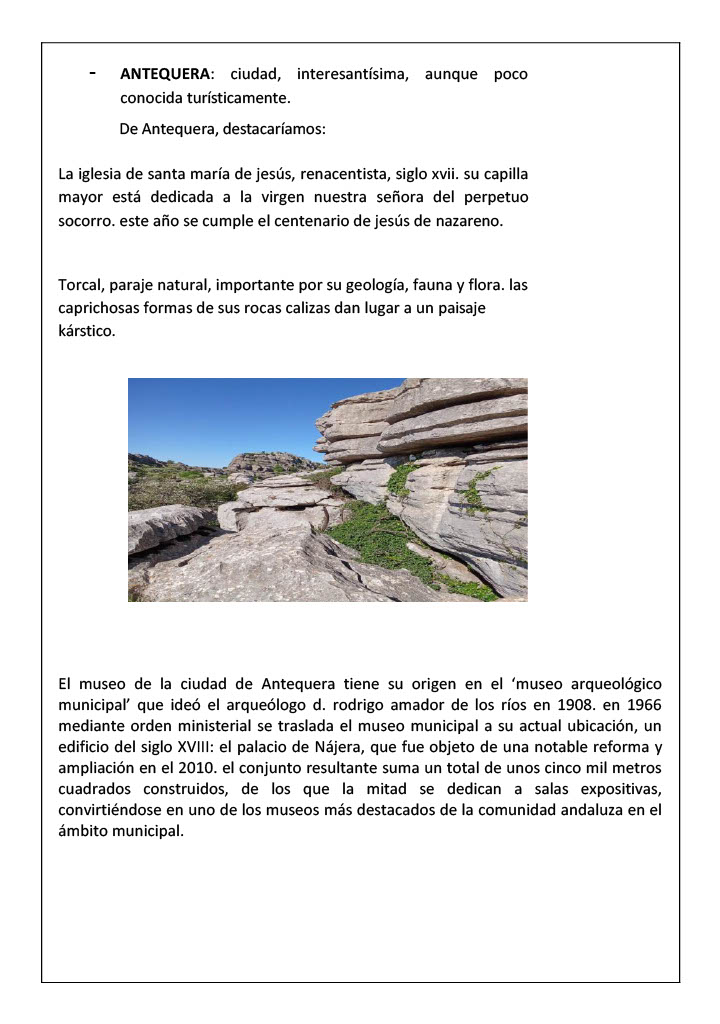 - ANTEQUERA: ciudad, interesantísima, aunque poco
conocida turísticamente.
De Antequera, destacaríamos:
La iglesia de santa maría de jesús, renacentista, siglo xvii. su capilla
mayor está dedicada a la virgen nuestra señora del perpetuo
socorro. este año se cumple el centenario de jesús de nazareno.
Torcal, paraje natural, importante por su geología, fauna y flora. las
caprichosas formas de sus rocas calizas dan lugar a un paisaje
kárstico.
El museo de la ciudad de Antequera tiene su origen en el ‘museo arqueológico
municipal’ que ideó el arqueólogo d. rodrigo amador de los ríos en 1908. en 1966
mediante orden ministerial se traslada el museo municipal a su actual ubicación, un
edificio del siglo XVIII: el palacio de Nájera, que fue objeto de una notable reforma y
ampliación en el 2010. el conjunto resultante suma un total de unos cinco mil metros
cuadrados construidos, de los que la mitad se dedican a salas expositivas,
convirtiéndose en uno de los museos más destacados de la comunidad andaluza en el
ámbito municipal.